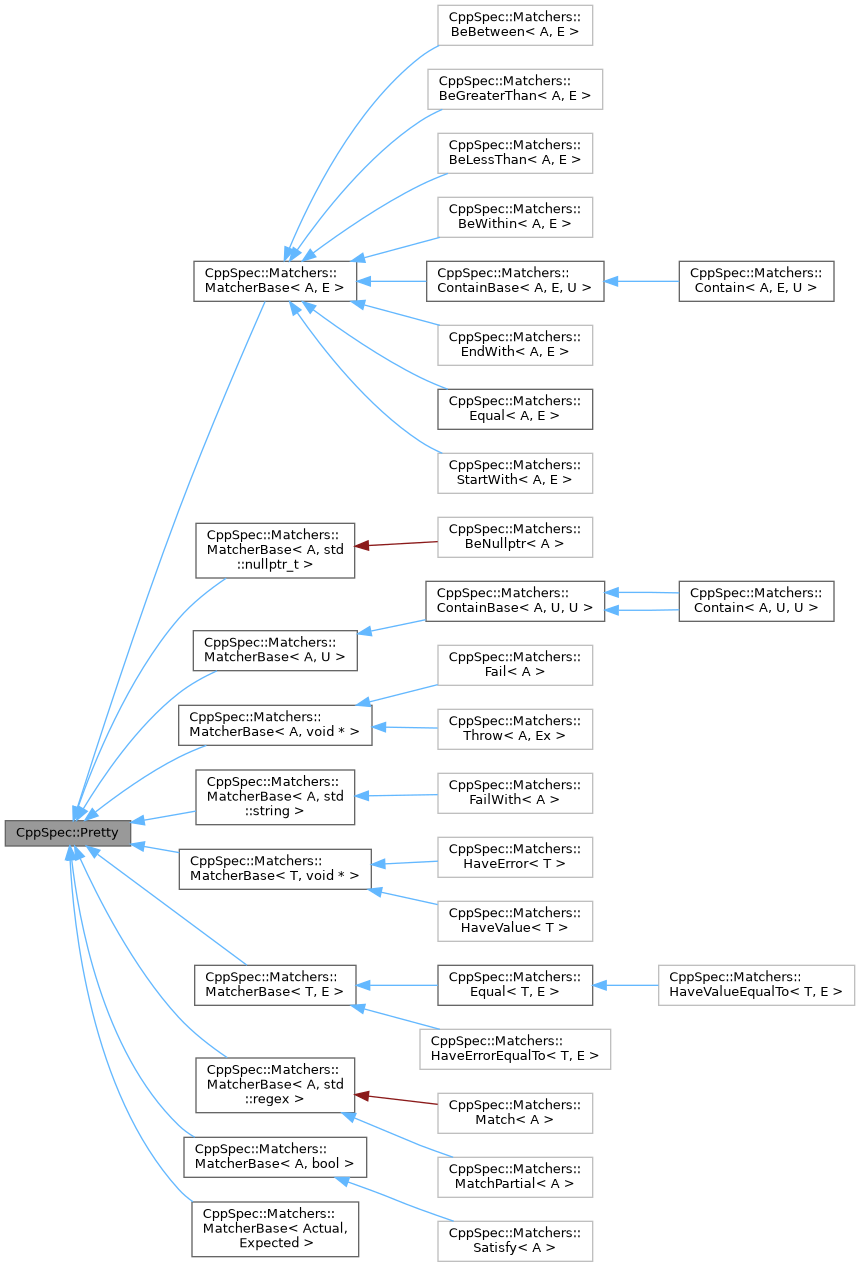 CppSpec::Matchers::
BeBetween< A, E >
CppSpec::Matchers::
BeGreaterThan< A, E >
CppSpec::Matchers::
BeLessThan< A, E >
CppSpec::Matchers::
BeWithin< A, E >
CppSpec::Matchers::
MatcherBase< A, E >
CppSpec::Matchers::
ContainBase< A, E, U >
CppSpec::Matchers::
Contain< A, E, U >
CppSpec::Matchers::
EndWith< A, E >
CppSpec::Matchers::
Equal< A, E >
CppSpec::Matchers::
StartWith< A, E >
CppSpec::Matchers::
MatcherBase< A, std
::nullptr_t >
CppSpec::Matchers::
BeNullptr< A >
CppSpec::Matchers::
MatcherBase< A, U >
CppSpec::Matchers::
ContainBase< A, U, U >
CppSpec::Matchers::
Contain< A, U, U >
CppSpec::Matchers::
Fail< A >
CppSpec::Matchers::
MatcherBase< A, void * >
CppSpec::Matchers::
Throw< A, Ex >
CppSpec::Matchers::
MatcherBase< A, std
::string >
CppSpec::Matchers::
FailWith< A >
CppSpec::Pretty
CppSpec::Matchers::
MatcherBase< T, void * >
CppSpec::Matchers::
HaveError< T >
CppSpec::Matchers::
HaveValue< T >
CppSpec::Matchers::
MatcherBase< T, E >
CppSpec::Matchers::
Equal< T, E >
CppSpec::Matchers::
HaveValueEqualTo< T, E >
CppSpec::Matchers::
HaveErrorEqualTo< T, E >
CppSpec::Matchers::
MatcherBase< A, std
::regex >
CppSpec::Matchers::
Match< A >
CppSpec::Matchers::
MatcherBase< A, bool >
CppSpec::Matchers::
MatchPartial< A >
CppSpec::Matchers::
MatcherBase< Actual,
Expected >
CppSpec::Matchers::
Satisfy< A >